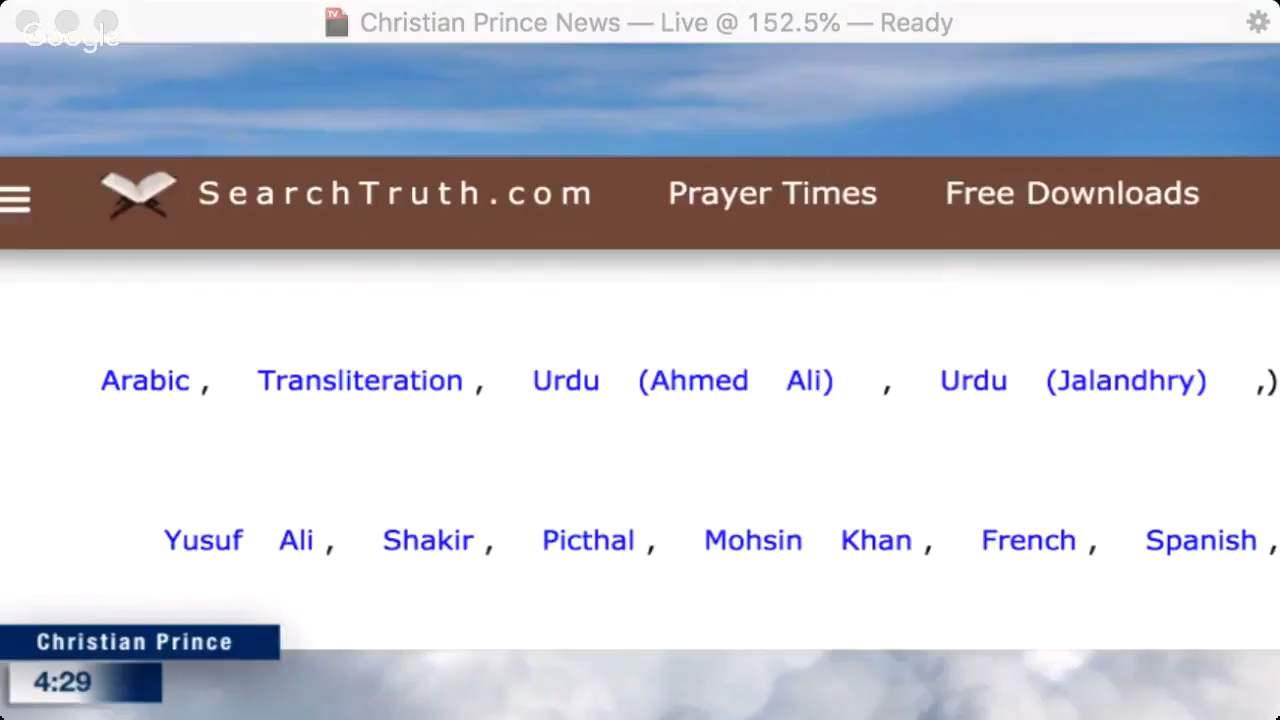 Christian Prince News — Live @ 152.5% — Ready
Google
SearchTruth.com Prayer Times Free Downloads
Arabic , Transliteration , Urdu (Ahmed Ali) , Urdu (Jalandhry) ,)
Yusuf Ali , Shakir , Picthal , Mohsin Khan , French , Spanish ,
Christian Prince
4:29